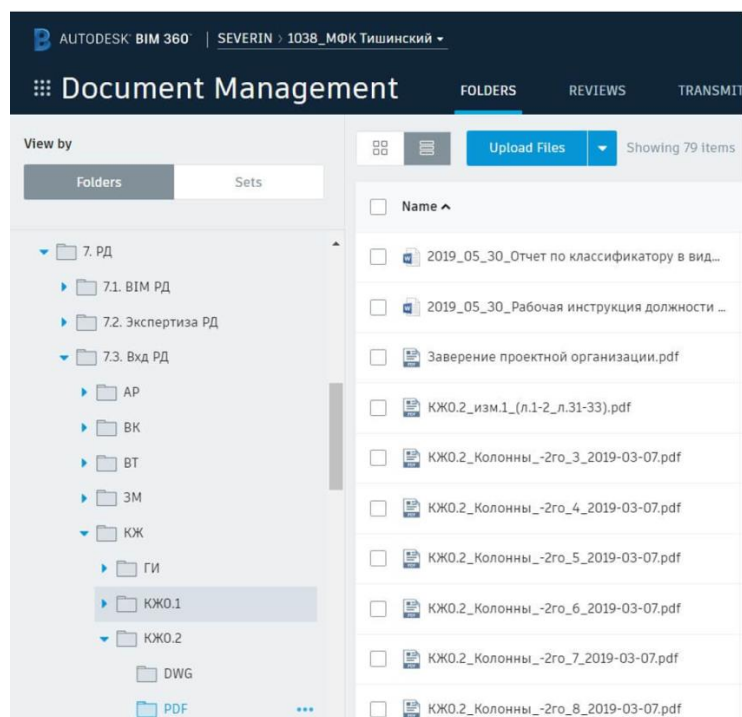 AUTODESK® BIM 360® | SEVERIN > 1038_МФК Тишинский
Document Management
FOLDERS REVIEWS TRANSMIT
View by
Folders Sets
Upload Files Showing 79 items
Name
7. РД
7.1. BIM РД
7.2. Экспертиза РД
7.3. Вхд РД
АР
ВК
ВТ
ЗМ
КЖ
ГИ
КЖ0.1
КЖ0.2
DWG
PDF
2019_05_30_Отчет по классификатору в вид...
2019_05_30_Рабочая инструкция должности ...
Заверение проектной организации.pdf
КЖ0.2_изм.1_(л.1-2_л.31-33).pdf
КЖ0.2_Колонны_-2го_3_2019-03-07.pdf
КЖ0.2_Колонны_-2го_4_2019-03-07.pdf
КЖ0.2_Колонны_-2го_5_2019-03-07.pdf
КЖ0.2_Колонны_-2го_6_2019-03-07.pdf
КЖ0.2_Колонны_-2го_7_2019-03-07.pdf
КЖ0.2_Колонны_-2го_8_2019-03-07.pdf